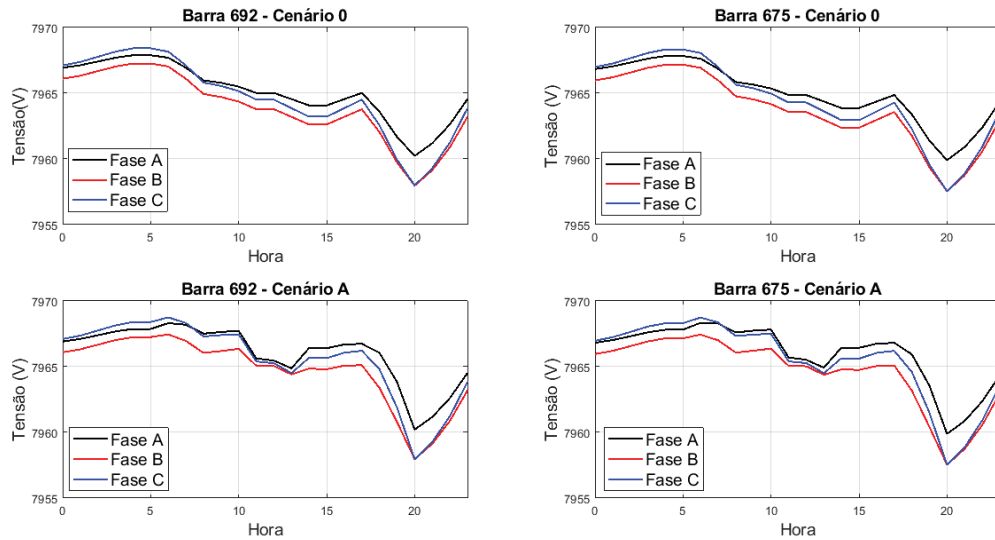 Barra 692 - Cenário 0
7970
7965
7960
7955
Tensão(V)
Fase A
Fase B
Fase C
0
5
10
15
20
Hora
Barra 675 - Cenário 0
7970
7965
7960
7955
Tensão (V)
Fase A
Fase B
Fase C
0
5
10
15
20
Hora
Barra 692 - Cenário A
7970
7965
7960
7955
Tensão (V)
Fase A
Fase B
Fase C
0
5
10
15
20
Hora
Barra 675 - Cenário A
7970
7965
7960
7955
Tensão (V)
Fase A
Fase B
Fase C
0
5
10
15
20
Hora